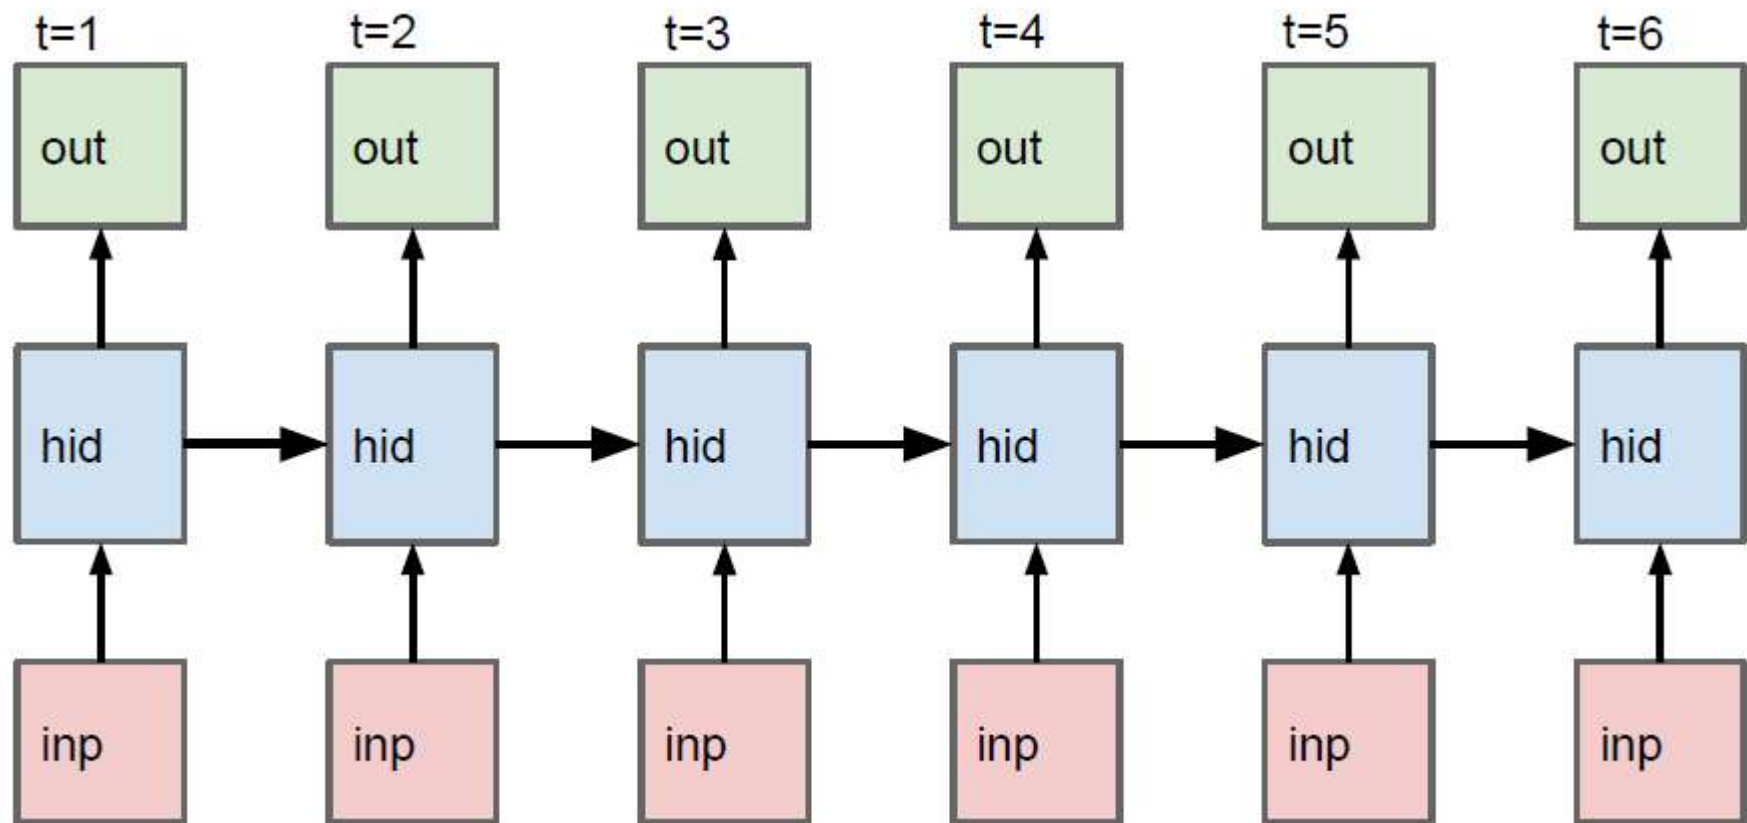 t=1 t=2 t=3 t=4 t=5 t=6
out out out out out out
hid hid hid hid hid hid
inp inp inp inp inp inp